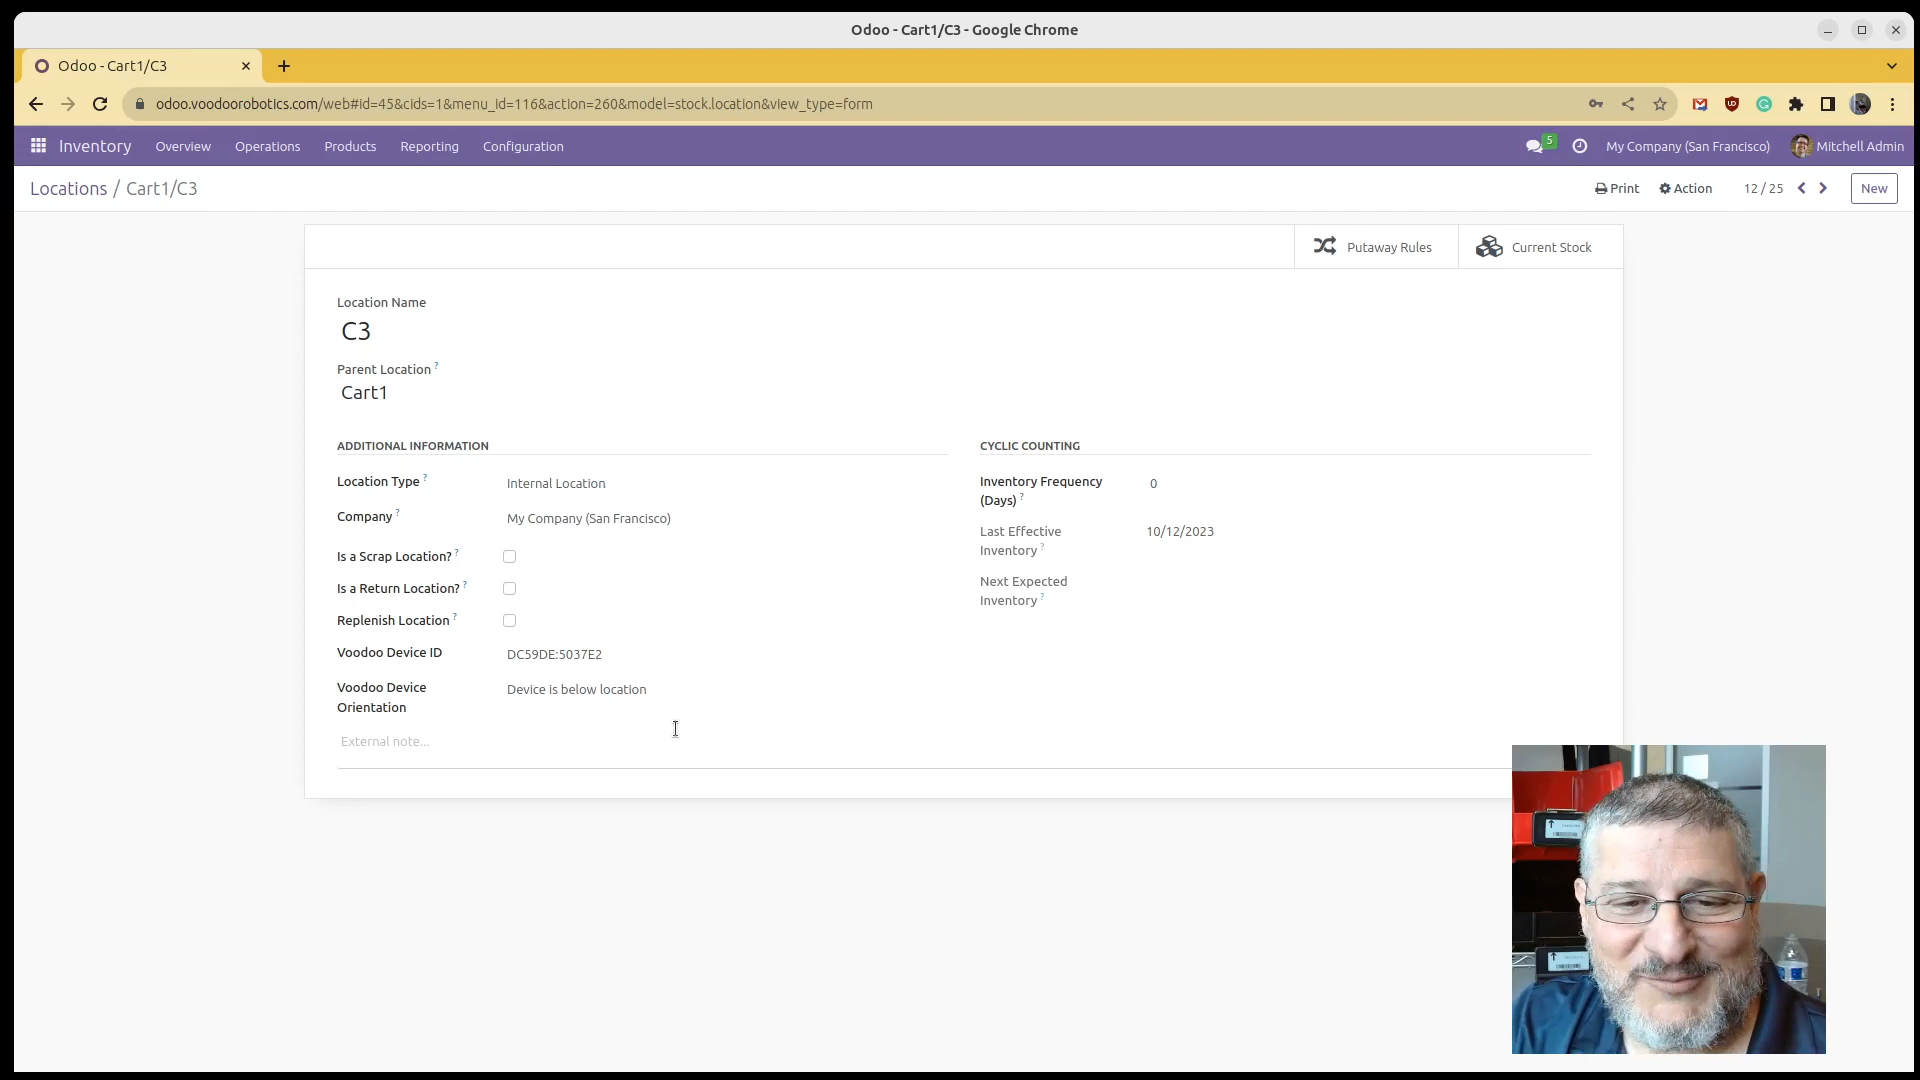 Odoo - Cart1/C3 - Google Chrome
Odoo - Cart1/C3
odoo.voodoorobotics.com/web#id=45&cids=1&menu_id=116&action=260&model=stock.location&view_type=form
Inventory Overview Operations Products Reporting Configuration 5 My Company (San Francisco) Mitchell Admin
Locations / Cart1/C3 Print Action 12 / 25 New
Putaway Rules Current Stock
Location Name
C3
Parent Location ?
Cart1
ADDITIONAL INFORMATION
Location Type ? Internal Location
Company ? My Company (San Francisco)
Is a Scrap Location? ?
Is a Return Location? ?
Replenish Location ?
Voodoo Device ID DC59DE:5037E2
Voodoo Device
Orientation
Device is below location
External note...
CYCLIC COUNTING
Inventory Frequency
(Days) ?
0
Last Effective
Inventory ?
10/12/2023
Next Expected
Inventory ?